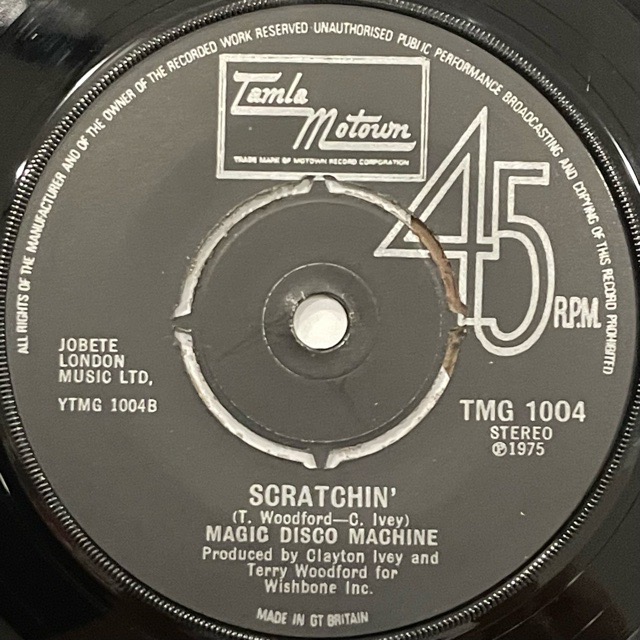 ALL RIGHTS OF THE MANUFACTURER AND OF THE OWNER OF THE RECORDED WORK RESERVED · UNAUTHORISED PUBLIC PERFORMANCE BROADCASTING AND COPYING OF THIS RECORD PROHIBITED
Tamla
Motown
TRADE MARK OF MOTOWN RECORD CORPORATION
45
R.P.M.
JOBETE
LONDON
MUSIC LTD,
YTMG 1004B
TMG 1004
STEREO
℗1975
SCRATCHIN'
(T. Woodford—C. Ivey)
MAGIC DISCO MACHINE
Produced by Clayton Ivey and
Terry Woodford for
Wishbone Inc.
MADE IN GT BRITAIN